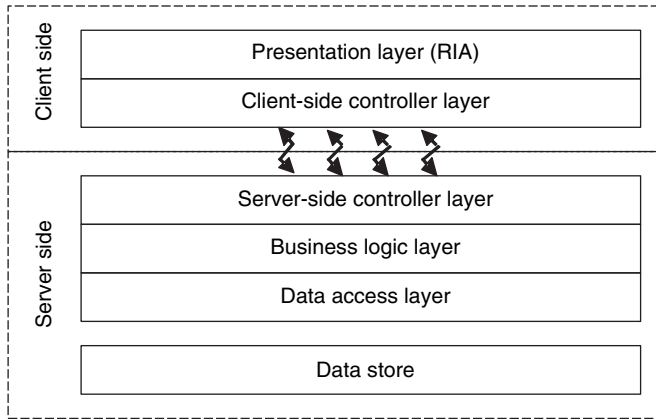 Client side
Presentation layer (RIA)
Client-side controller layer
Server side
Server-side controller layer
Business logic layer
Data access layer
Data store